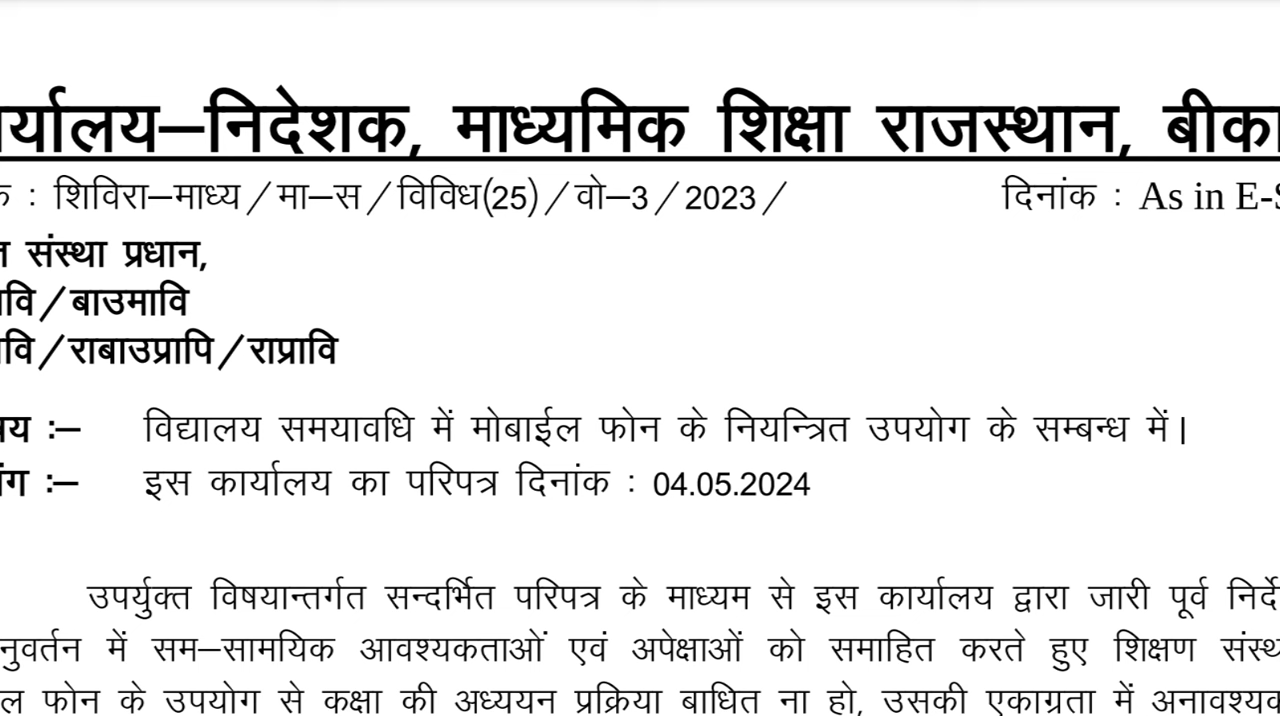 र्यालय–निदेशक, माध्यमिक शिक्षा राजस्थान, बीका
क : शिविरा–माध्य/मा–स/विविध(25)/वो–3/2023/ दिनांक : As in E-S
संस्था प्रधान,
वि/बाउमावि
वि/राबाउप्रापि/राप्रावि
य :– विद्यालय समयावधि में मोबाईल फोन के नियन्त्रित उपयोग के सम्बन्ध में।
ग :– इस कार्यालय का परिपत्र दिनांक : 04.05.2024
उपर्युक्त विषयान्तर्गत सन्दर्भित परिपत्र के माध्यम से इस कार्यालय द्वारा जारी पूर्व निर्दे
नुवर्तन में सम–सामयिक आवश्यकताओं एवं अपेक्षाओं को समाहित करते हुए शिक्षण संस्थ
ल फोन के उपयोग से कक्षा की अध्ययन प्रक्रिया बाधित ना हो, उसकी एकाग्रता में अनावश्यक